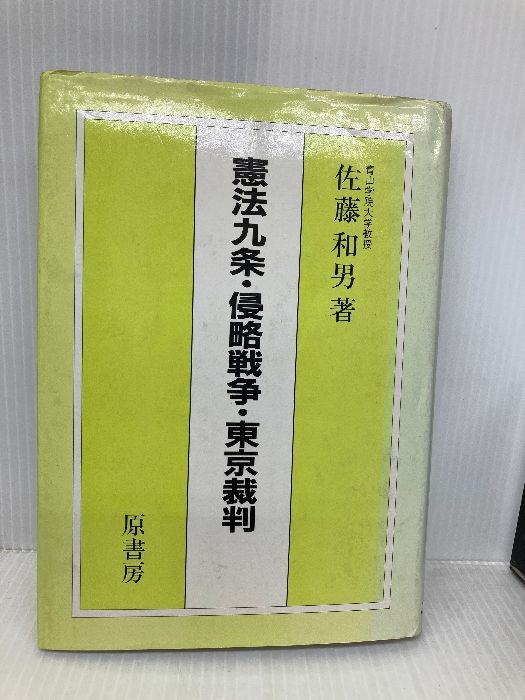 青山学院大学教授
佐藤和男著
憲法九条・侵略戦争・東京裁判
原書房